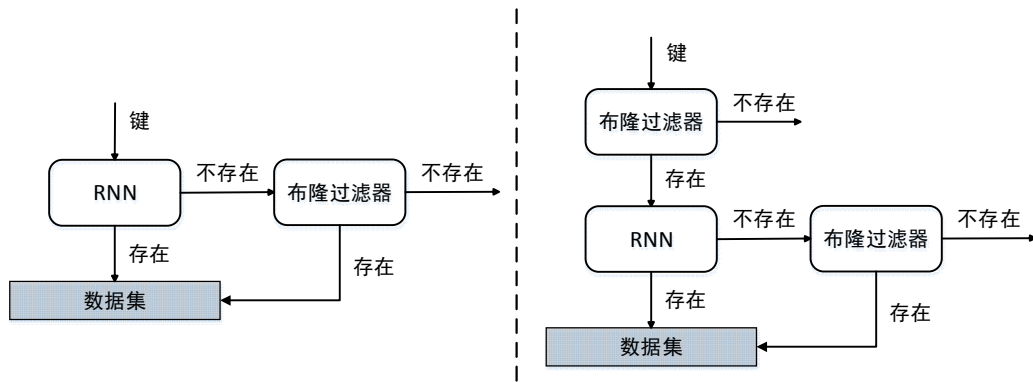 键
RNN
不存在
布隆过滤器
不存在
存在
存在
数据集
键
布隆过滤器
不存在
存在
RNN
不存在
布隆过滤器
不存在
存在
存在
数据集